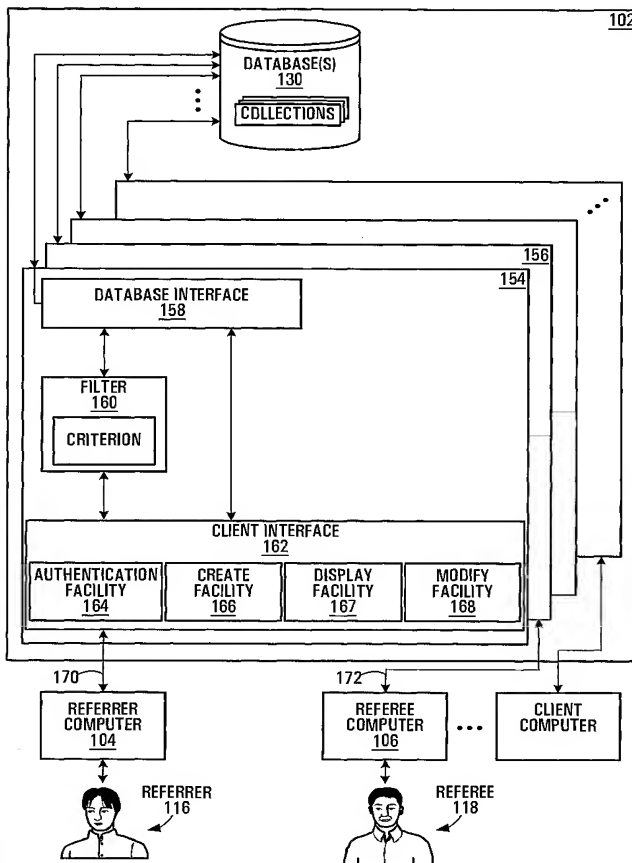 102
DATABASE(S)
130
COLLECTIONS
156
154
DATABASE INTERFACE
158
FILTER
160
CRITERION
CLIENT INTERFACE
162
AUTHENTICATION
FACILITY
164
CREATE
FACILITY
166
DISPLAY
FACILITY
167
MODIFY
FACILITY
168
170
172
REFERRER
COMPUTER
104
REFEREE
COMPUTER
106
CLIENT
COMPUTER
REFERRER
116
REFEREE
118